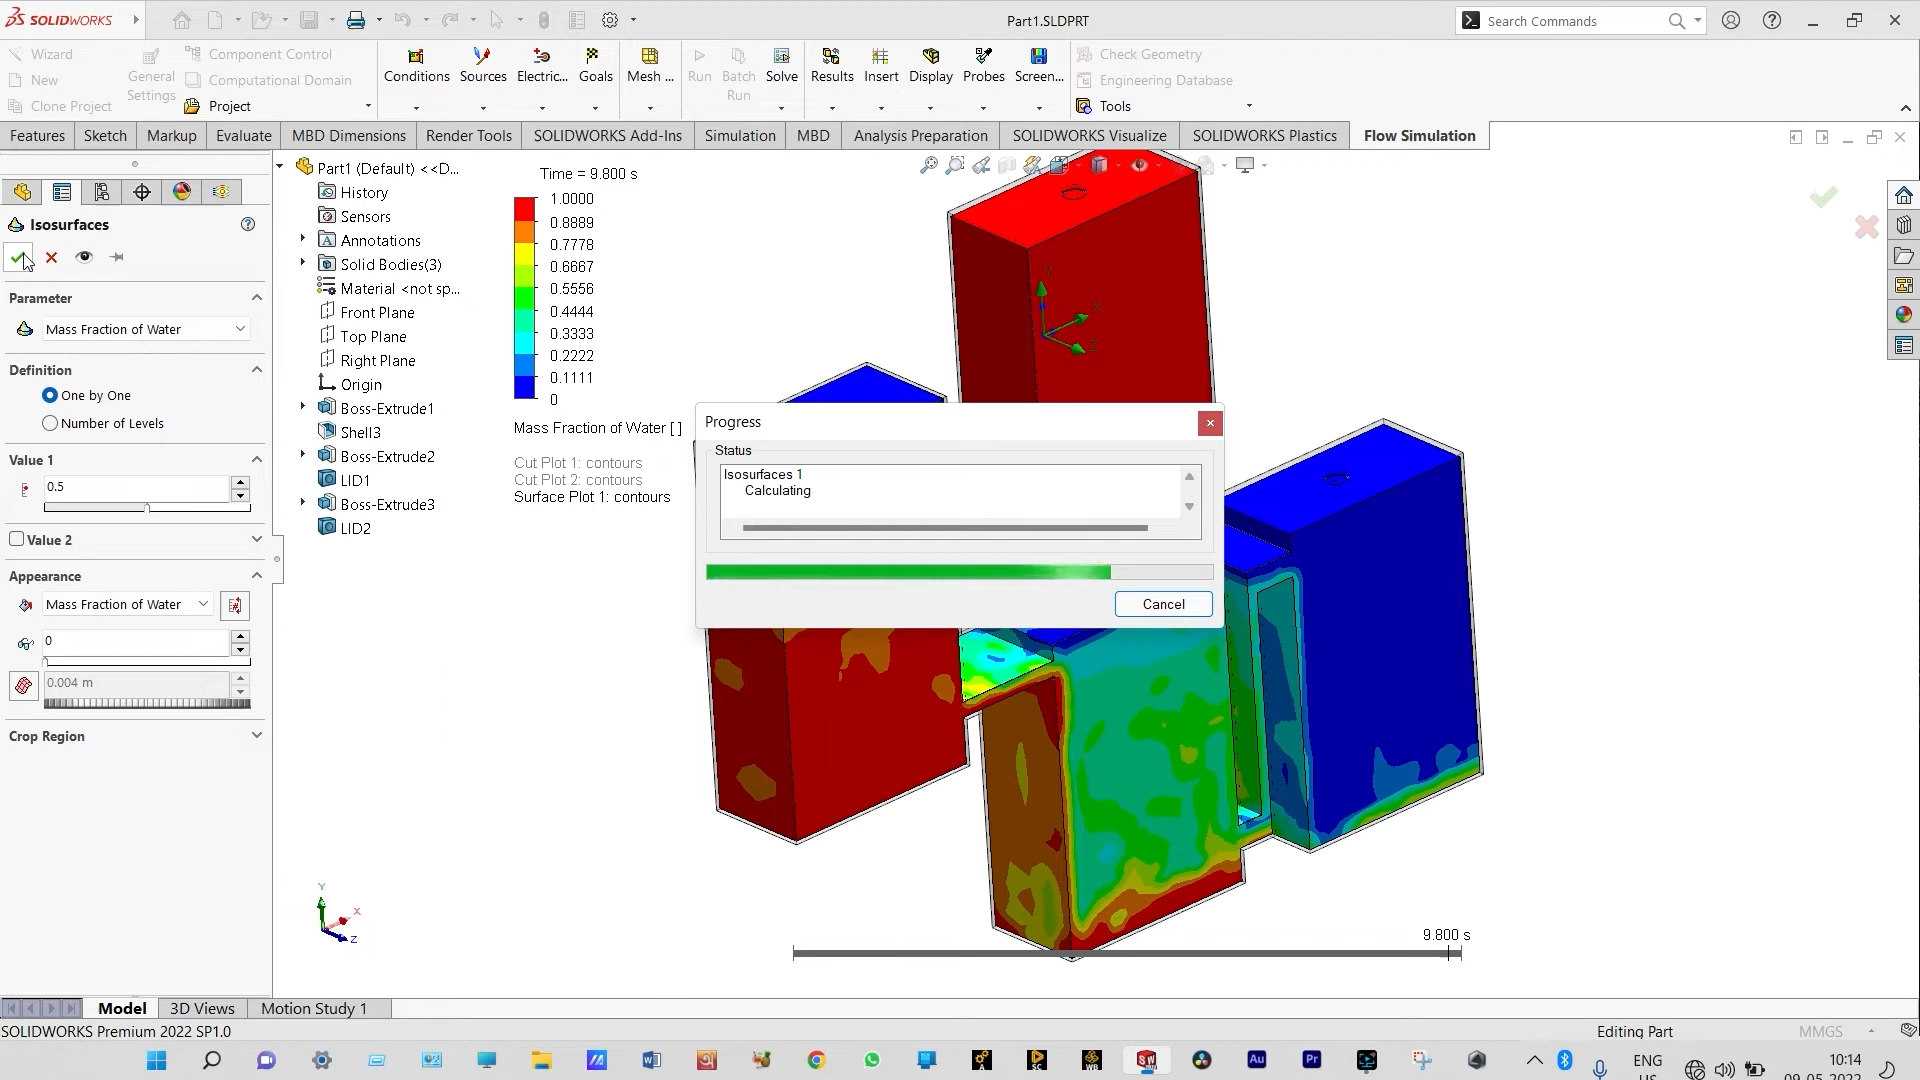 SOLIDWORKS
Part1.SLDPRT
Search Commands
Wizard
New
Clone Project
General Settings
Component Control
Computational Domain
Project
Conditions
Sources
Electric...
Goals
Mesh ...
Run
Batch Run
Solve
Results
Insert
Display
Probes
Screen...
Check Geometry
Engineering Database
Tools
Features
Sketch
Markup
Evaluate
MBD Dimensions
Render Tools
SOLIDWORKS Add-Ins
Simulation
MBD
Analysis Preparation
SOLIDWORKS Visualize
SOLIDWORKS Plastics
Flow Simulation
Isosurfaces
Parameter
Mass Fraction of Water
Definition
One by One
Number of Levels
Value 1
0.5
Value 2
Appearance
Mass Fraction of Water
0
0.004 m
Crop Region
Part1 (Default) <<D...
History
Sensors
Annotations
Solid Bodies(3)
Material <not sp...
Front Plane
Top Plane
Right Plane
Origin
Boss-Extrude1
Shell3
Boss-Extrude2
LID1
Boss-Extrude3
LID2
Time = 9.800 s
1.0000
0.8889
0.7778
0.6667
0.5556
0.4444
0.3333
0.2222
0.1111
0
Mass Fraction of Water [ ]
Cut Plot 1: contours
Cut Plot 2: contours
Surface Plot 1: contours
Y
X
Z
Progress
Status
Isosurfaces 1
Calculating
Cancel
Y
X
Z
9.800 s
Model
3D Views
Motion Study 1
SOLIDWORKS Premium 2022 SP1.0
Editing Part
MMGS
ENG
US
10:14
09-05-2022